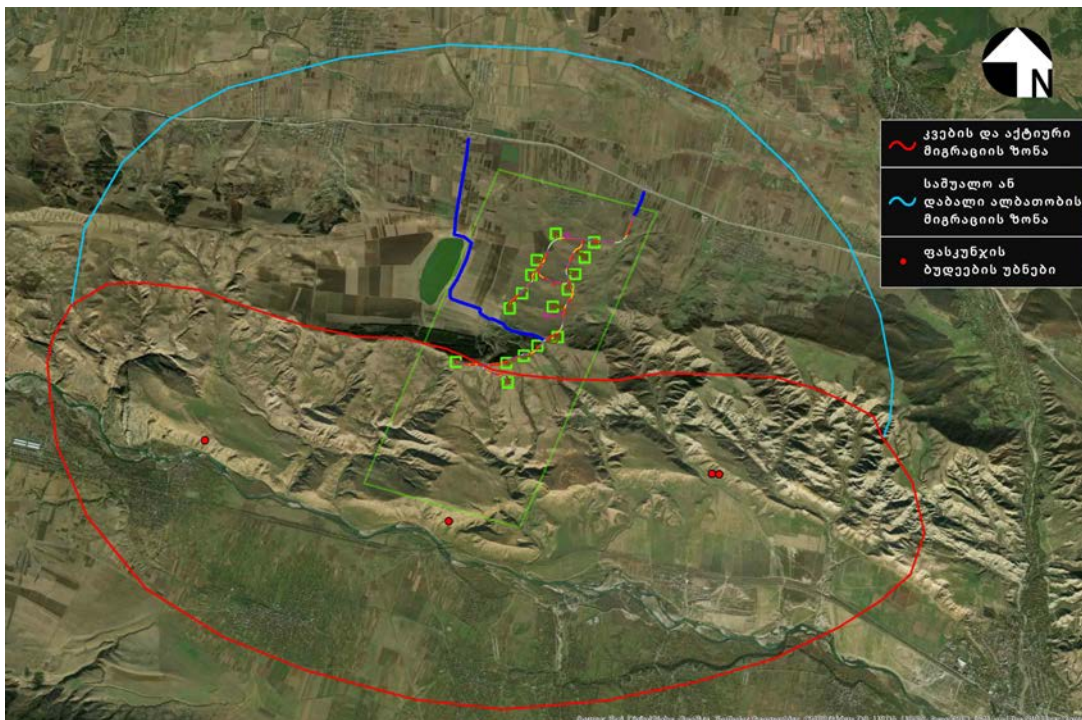 N
კვების და აქტიური
მიგრაციის ზონა
საშუალო ან
დაბალი ალბათობის
მიგრაციის ზონა
ფასკუნჯის
ბუდეების უბნები